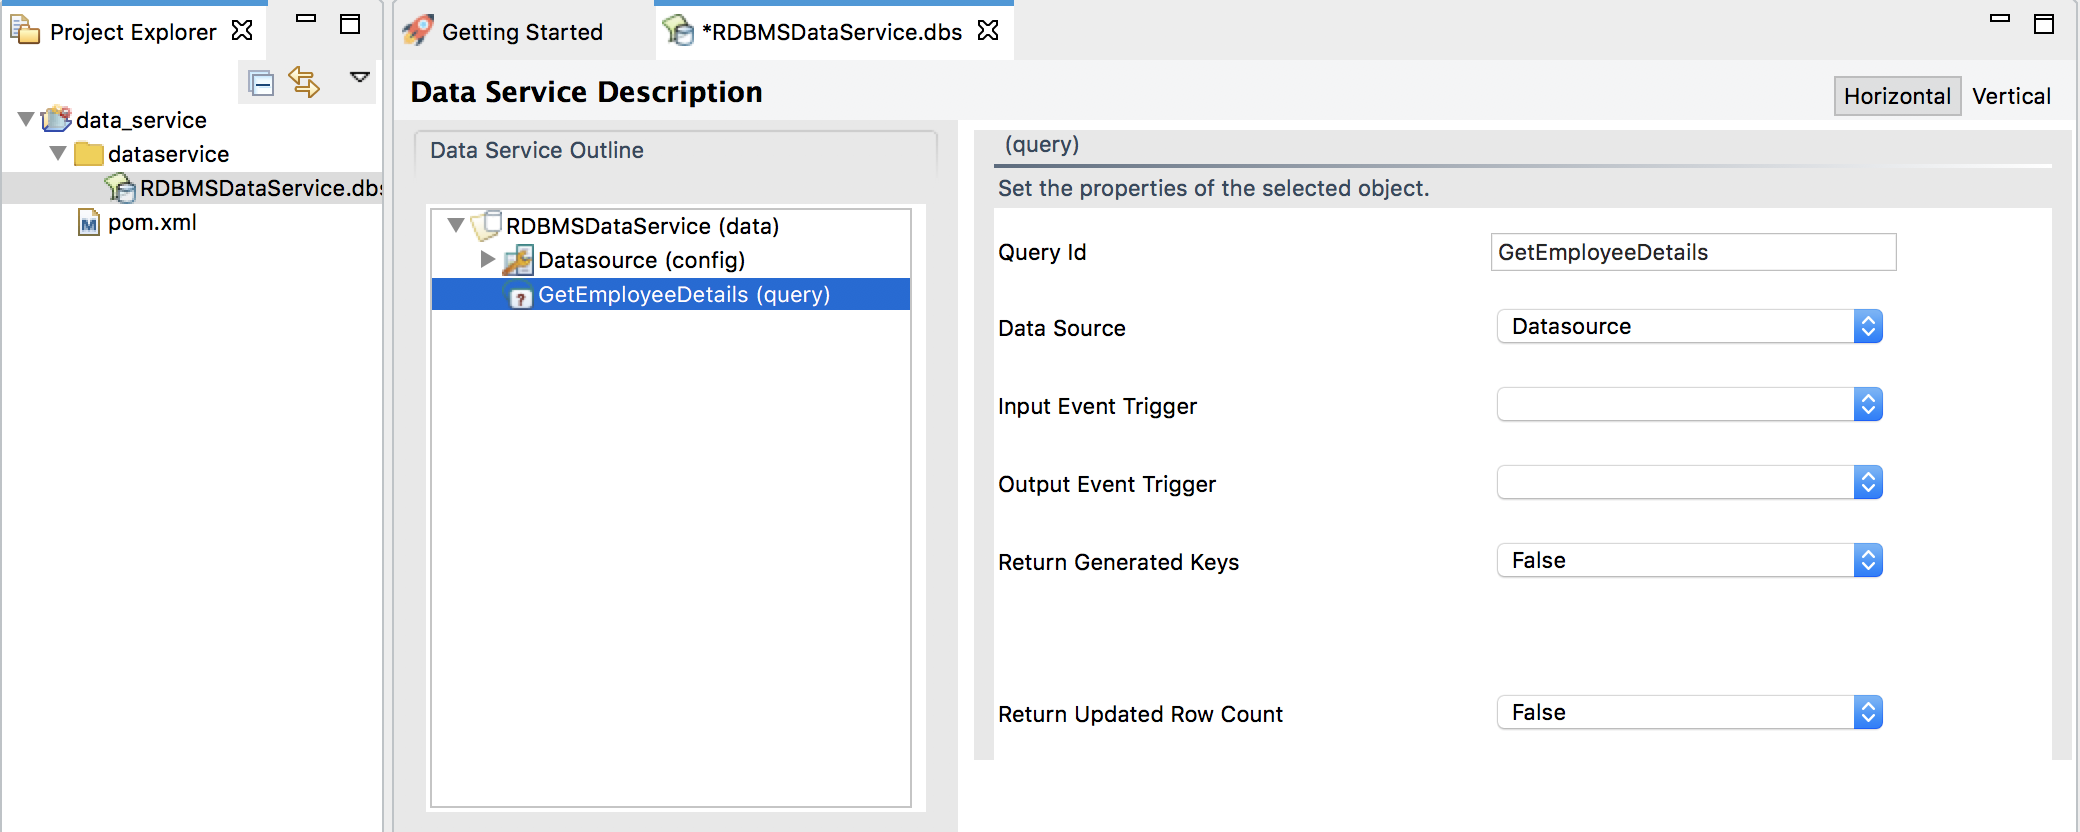 Project Explorer
Getting Started
*RDBMSDataService.dbs
Data Service Description
Horizontal
Vertical
data_service
dataservice
RDBMSDataService.dbs
pom.xml
Data Service Outline
RDBMSDataService (data)
Datasource (config)
GetEmployeeDetails (query)
(query)
Set the properties of the selected object.
Query Id
GetEmployeeDetails
Data Source
Datasource
Input Event Trigger
Output Event Trigger
Return Generated Keys
False
Return Updated Row Count
False